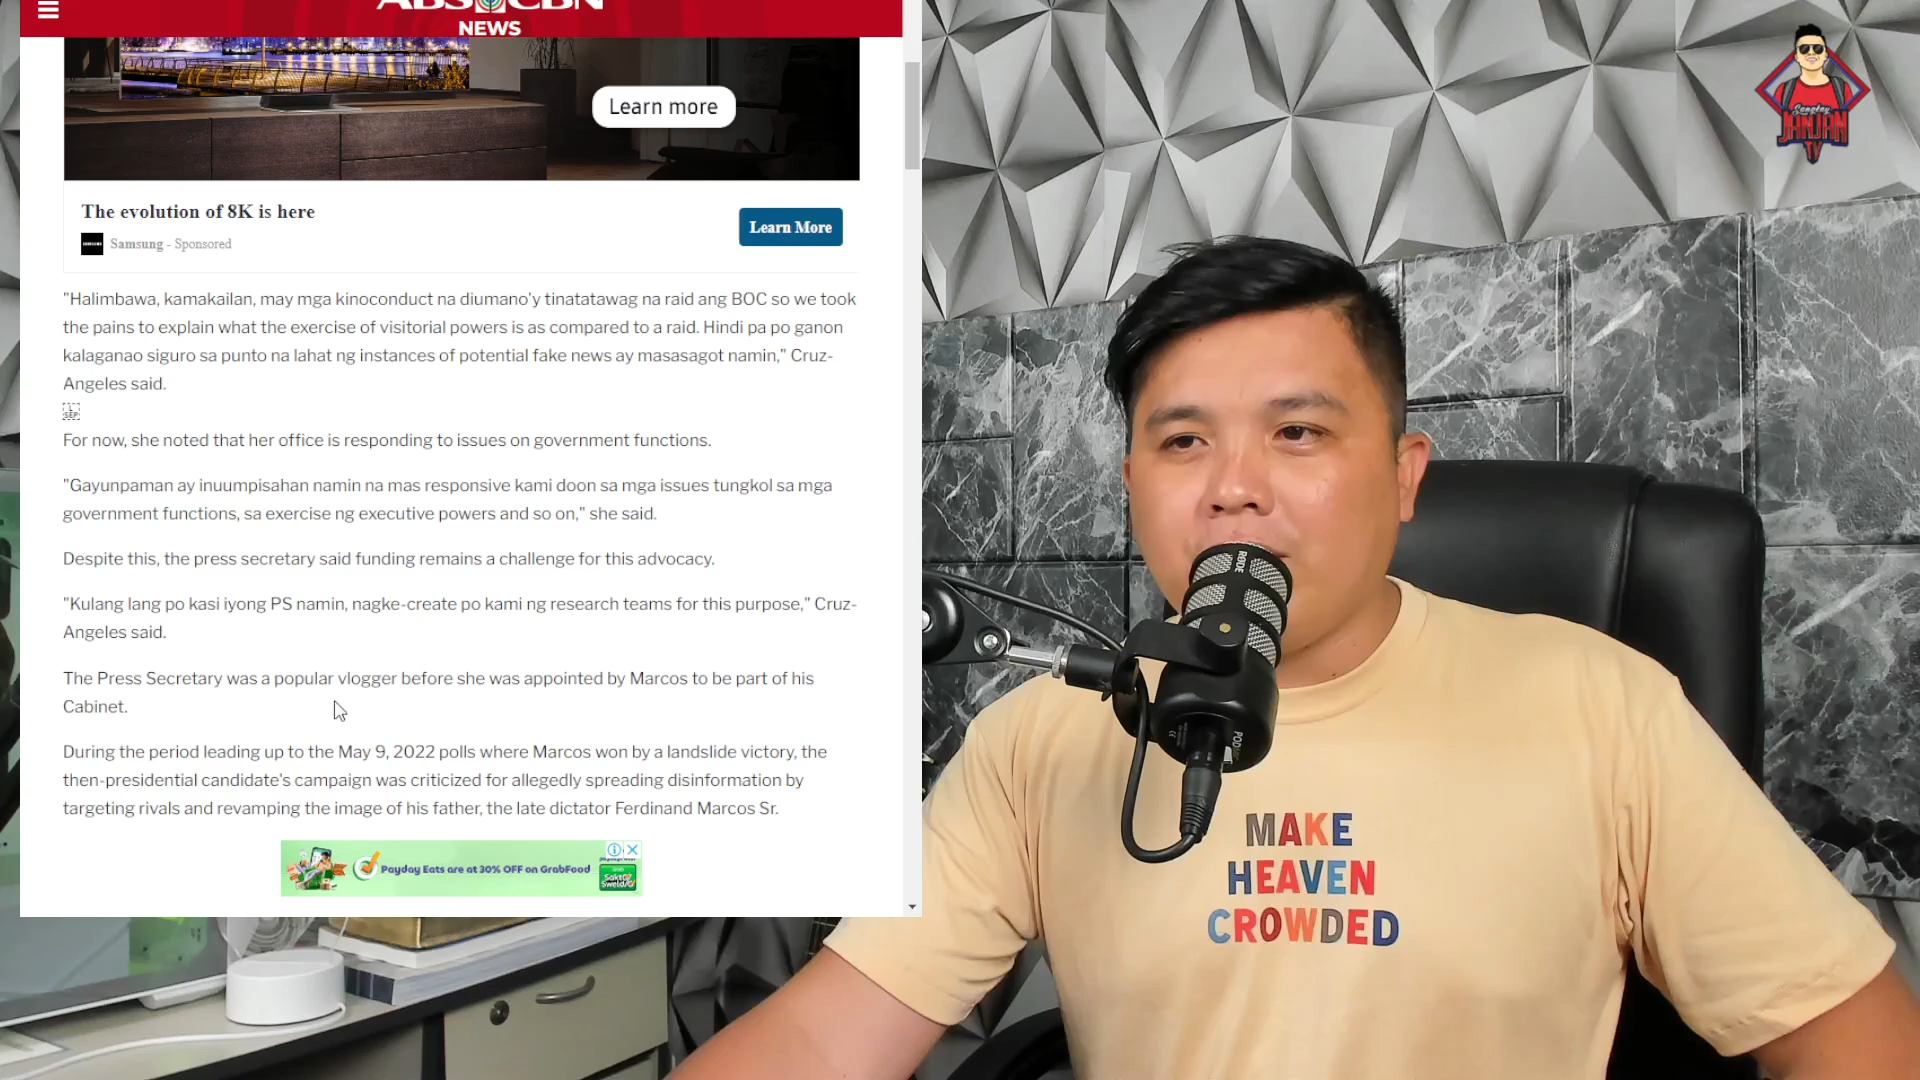 ABS CBN
NEWS
Learn more
The evolution of 8K is here
Samsung - Sponsored
Learn More
"Halimbawa, kamakailan, may mga kinoconduct na diumano'y tinatatawag na raid ang BOC so we took
the pains to explain what the exercise of visitorial powers is as compared to a raid. Hindi pa po ganon
kalaganao siguro sa punto na lahat ng instances of potential fake news ay masasagot namin," Cruz-
Angeles said.
L
SEP
For now, she noted that her office is responding to issues on government functions.
"Gayunpaman ay inuumpisahan namin na mas responsive kami doon sa mga issues tungkol sa mga
government functions, sa exercise ng executive powers and so on," she said.
Despite this, the press secretary said funding remains a challenge for this advocacy.
"Kulang lang po kasi iyong PS namin, nagke-create po kami ng research teams for this purpose," Cruz-
Angeles said.
The Press Secretary was a popular vlogger before she was appointed by Marcos to be part of his
Cabinet.
During the period leading up to the May 9, 2022 polls where Marcos won by a landslide victory, the
then-presidential candidate's campaign was criticized for allegedly spreading disinformation by
targeting rivals and revamping the image of his father, the late dictator Ferdinand Marcos Sr.
Payday Eats are at 30% OFF on GrabFood
Sangkay
JANJAN
TV
RØDE
MAKE
HEAVEN
CROWDED